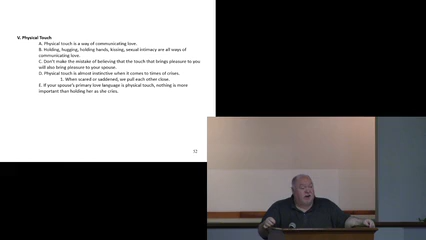 V. Physical Touch
A. Physical touch is a way of communicating love.
B. Holding, hugging, holding hands, kissing, sexual intimacy are all ways of
communicating love.
C. Don't make the mistake of believing that the touch that brings pleasure to you
will also bring pleasure to your spouse.
D. Physical touch is almost instinctive when it comes to times of crises.
1. When scared or saddened, we pull each other close.
E. If your spouse's primary love language is physical touch, nothing is more
important than holding her as she cries.
12